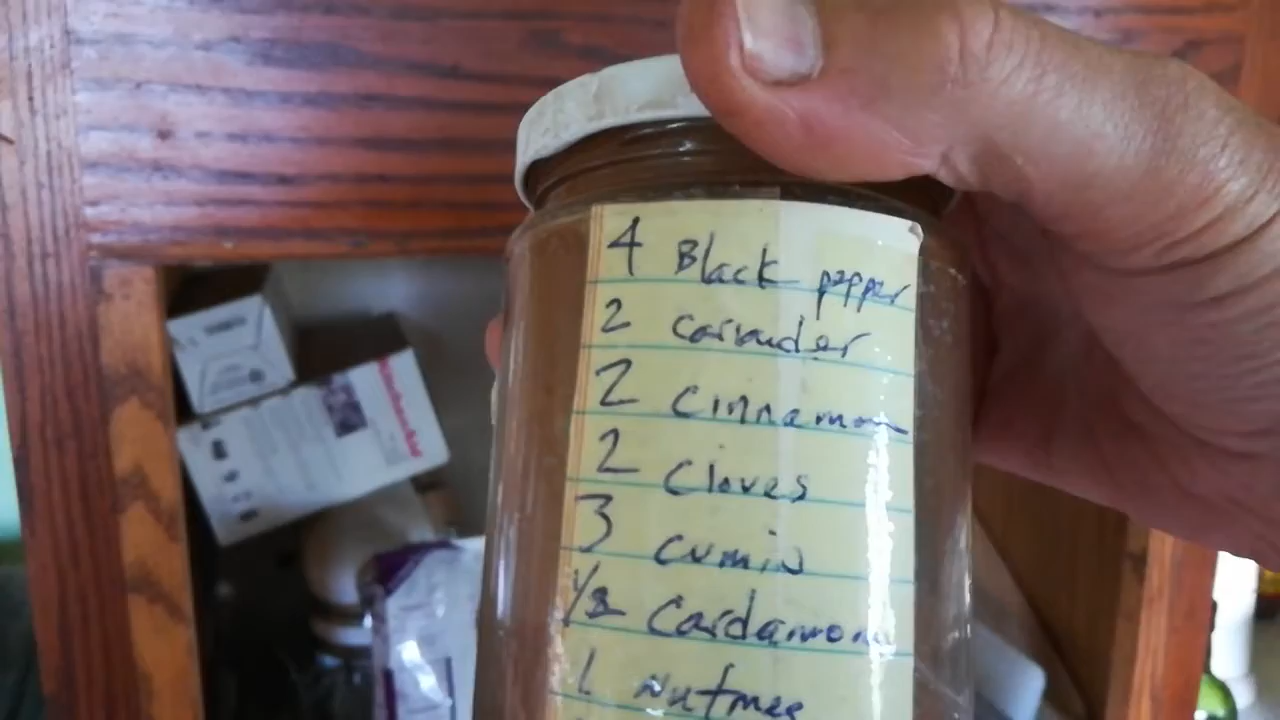 4 Black pepper
2 Coriander
2 Cinnamon
2 Cloves
3 Cumin
1/2 Cardamom
1 Nutmeg